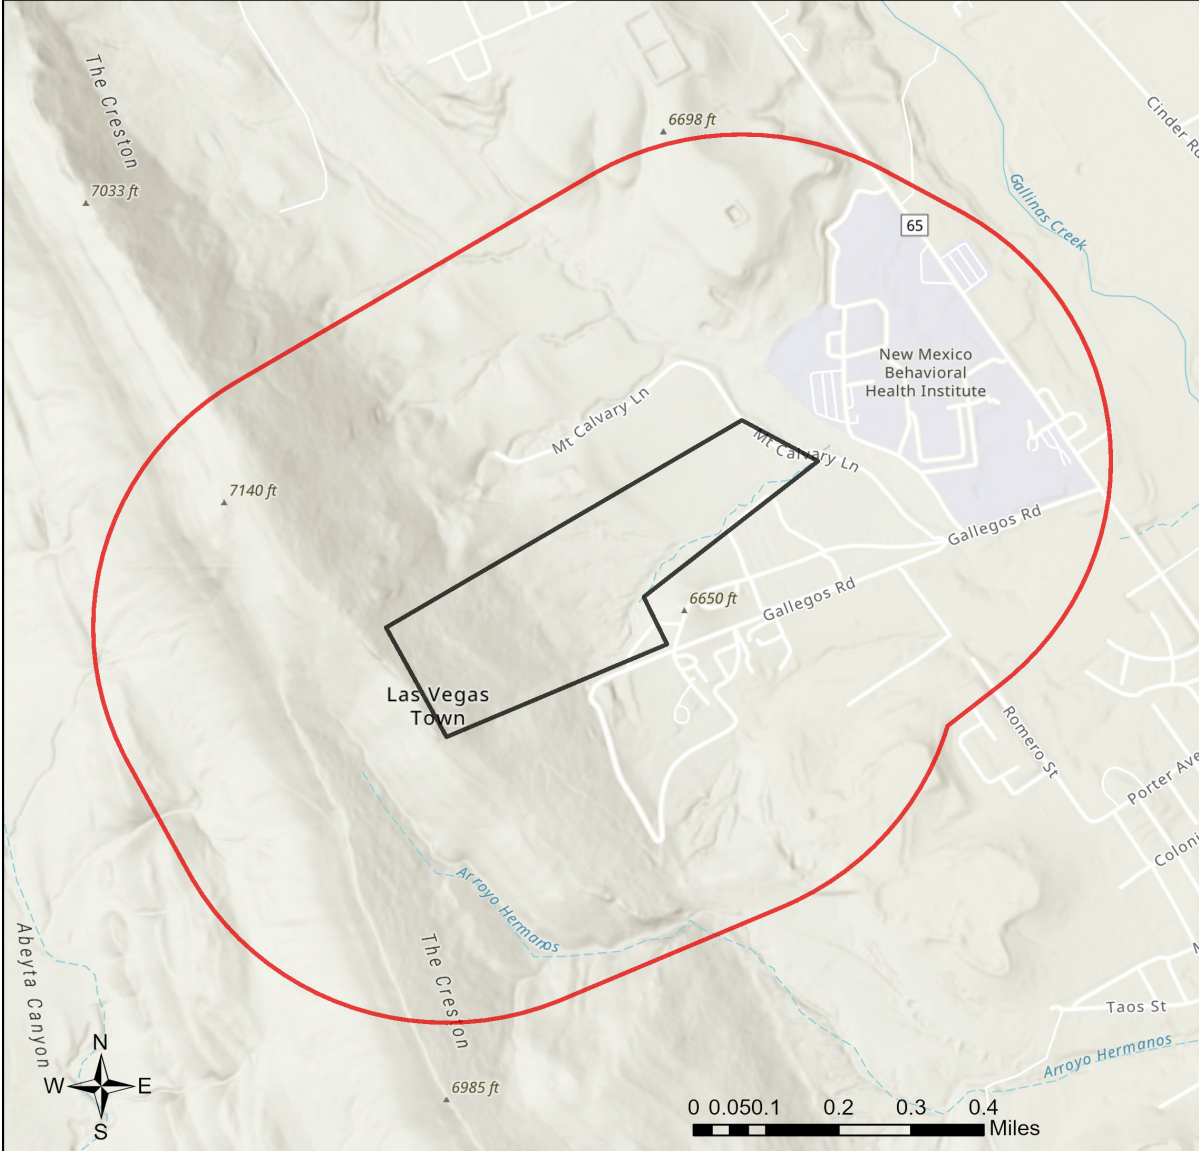 The Creston
6698 ft
Cinder Rd
7033 ft
Gallinas Creek
65
New Mexico
Behavioral
Health Institute
Mt Calvary Ln
Mt Calvary Ln
7140 ft
Gallegos Rd
Gallegos Rd
6650 ft
Las Vegas
Town
Romero St
Porter Ave
Coloni
Arroyo Hermanos
Abeyta Canyon
The Creston
Taos St
Arroyo Hermanos
6985 ft
N
W
E
S
0 0.050.1 0.2 0.3 0.4
Miles